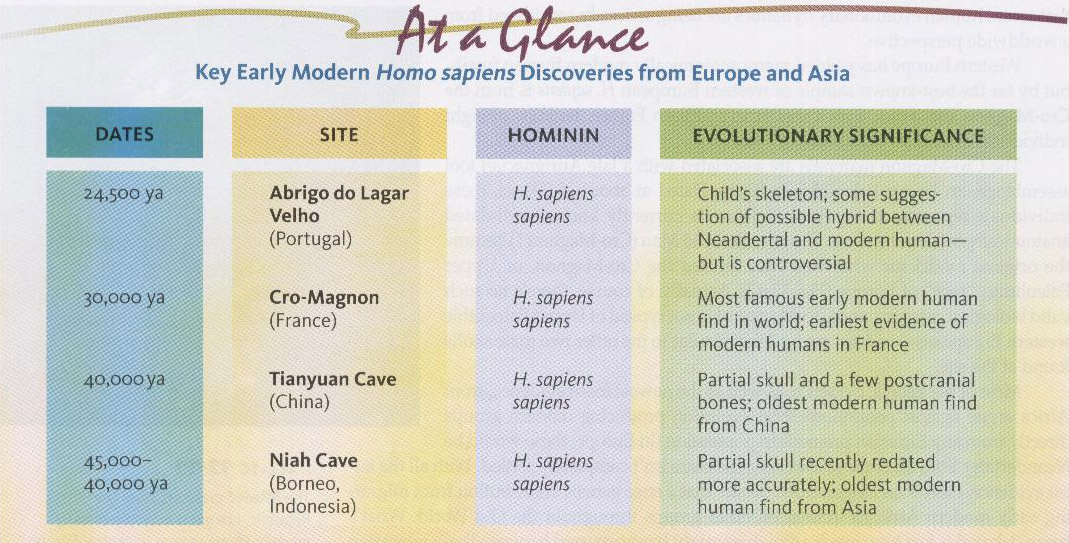 At a Glance
Key Early Modern Homo sapiens Discoveries from Europe and Asia
DATES SITE HOMININ EVOLUTIONARY SIGNIFICANCE
24,500 ya Abrigo do Lagar H. sapiens Child's skeleton; some sugges-
Velho sapiens tion of possible hybrid between
(Portugal) Neandertal and modern human—
but is controversial
30,000 ya Cro-Magnon H. sapiens Most famous early modern human
(France) sapiens find in world; earliest evidence of
modern humans in France
40,000 ya Tianyuan Cave H. sapiens Partial skull and a few postcranial
(China) sapiens bones; oldest modern human find
from China
45,000– Niah Cave H. sapiens Partial skull recently redated
40,000 ya (Borneo, sapiens more accurately; oldest modern
Indonesia) human find from Asia